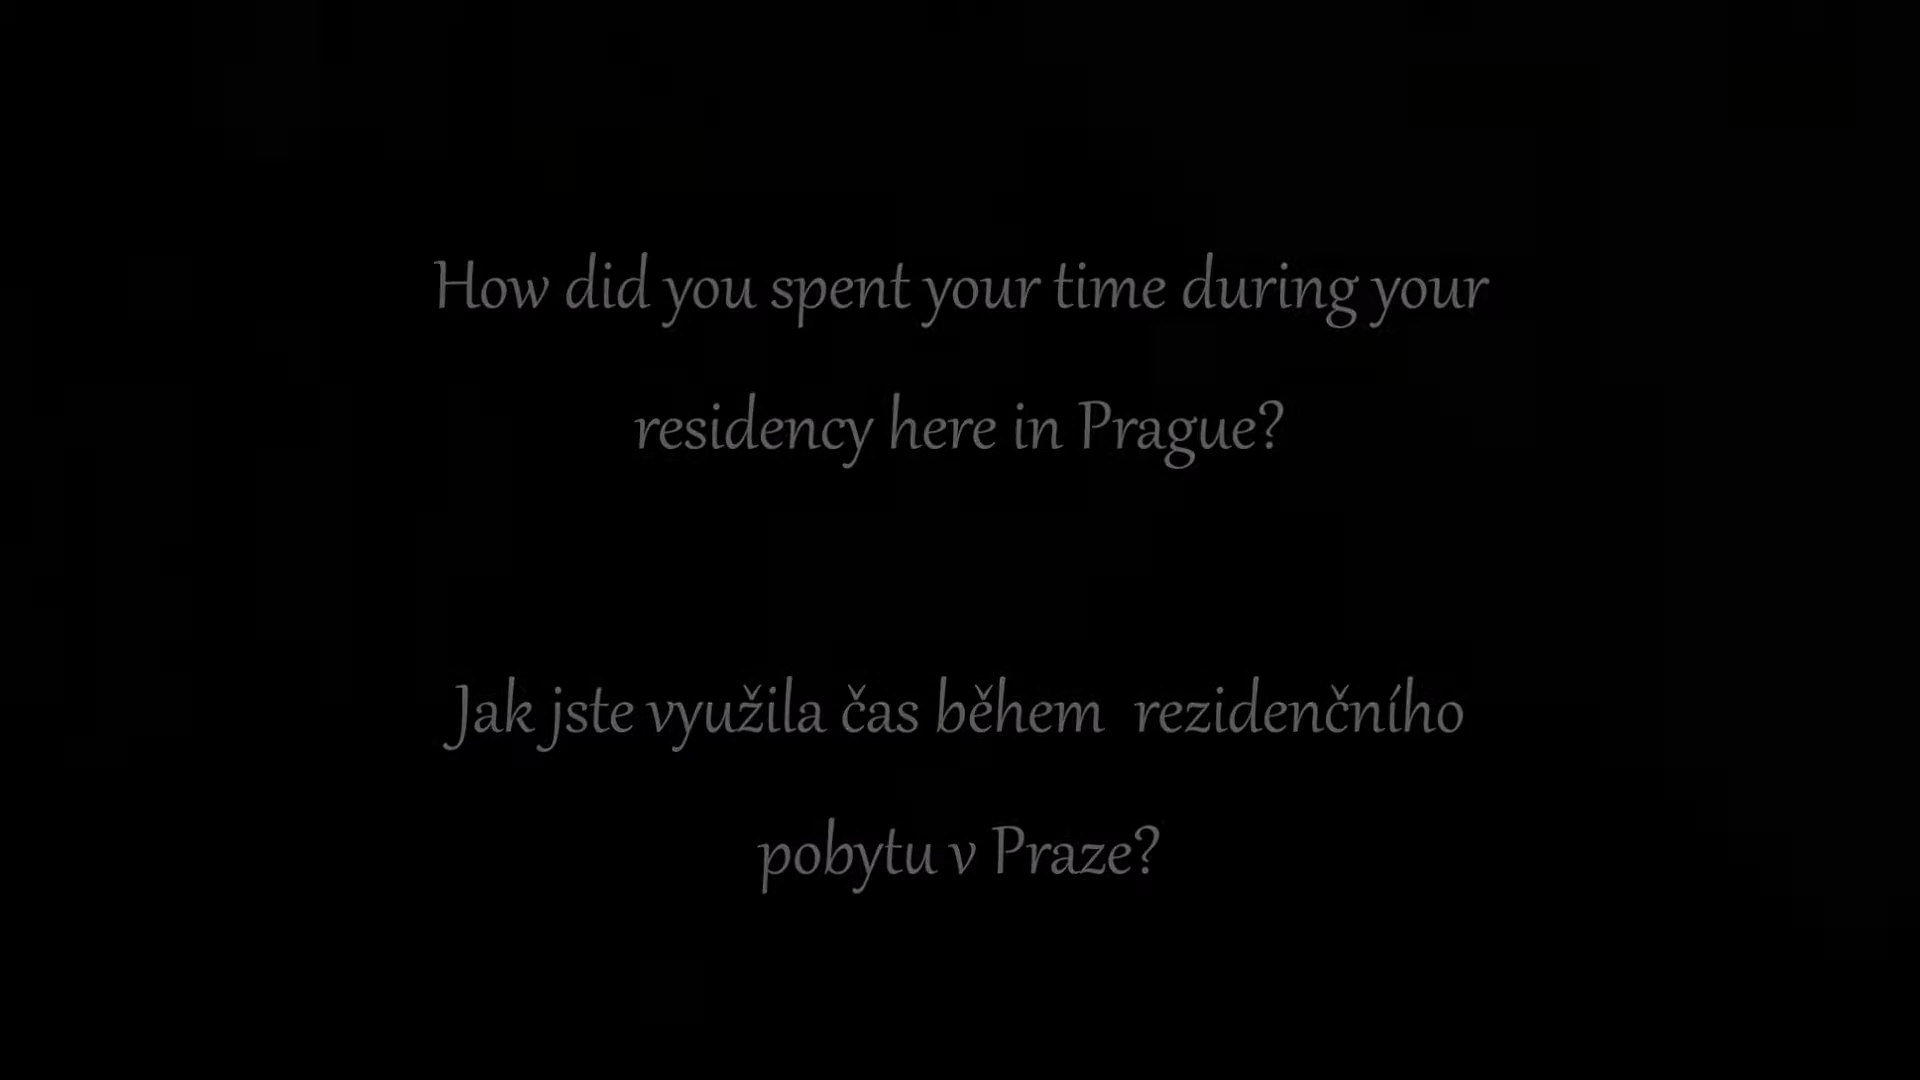 How did you spent your time during your
residency here in Prague?
Jak jste využila čas během rezidenčního
pobytu v Praze?